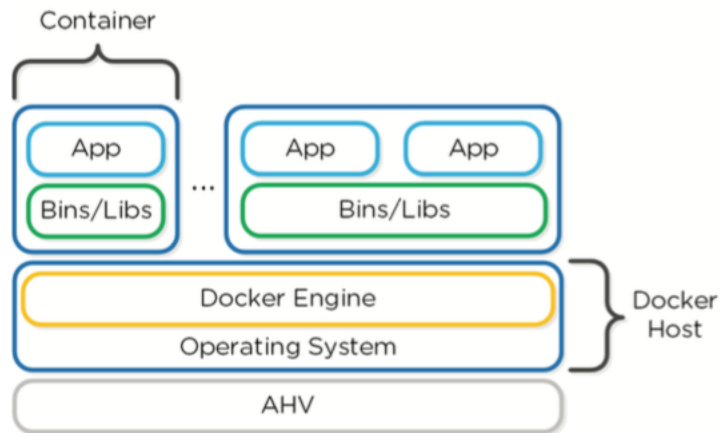 Container
App
App
App
...
Bins/Libs
Bins/Libs
Docker Engine
Operating System
Docker
Host
AHV